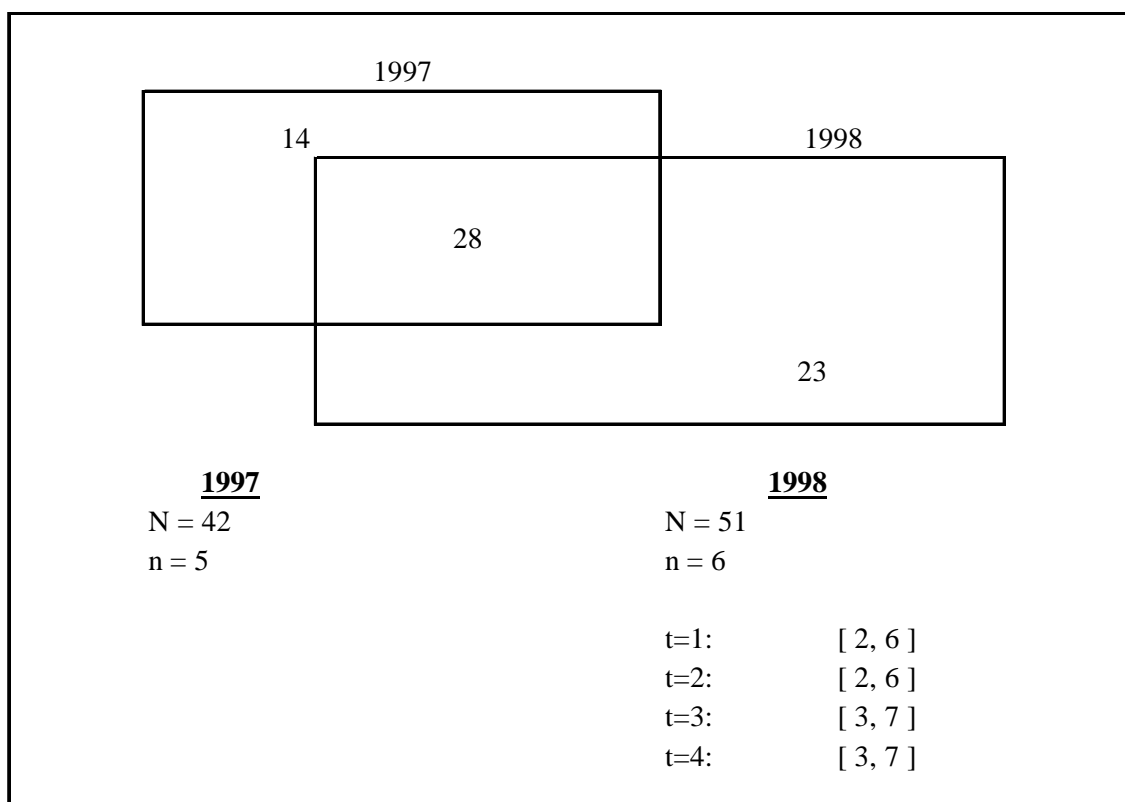 1997
14 1998
28
23
1997 1998
N = 42 N = 51
n = 5 n = 6
t=1: [ 2, 6 ]
t=2: [ 2, 6 ]
t=3: [ 3, 7 ]
t=4: [ 3, 7 ]